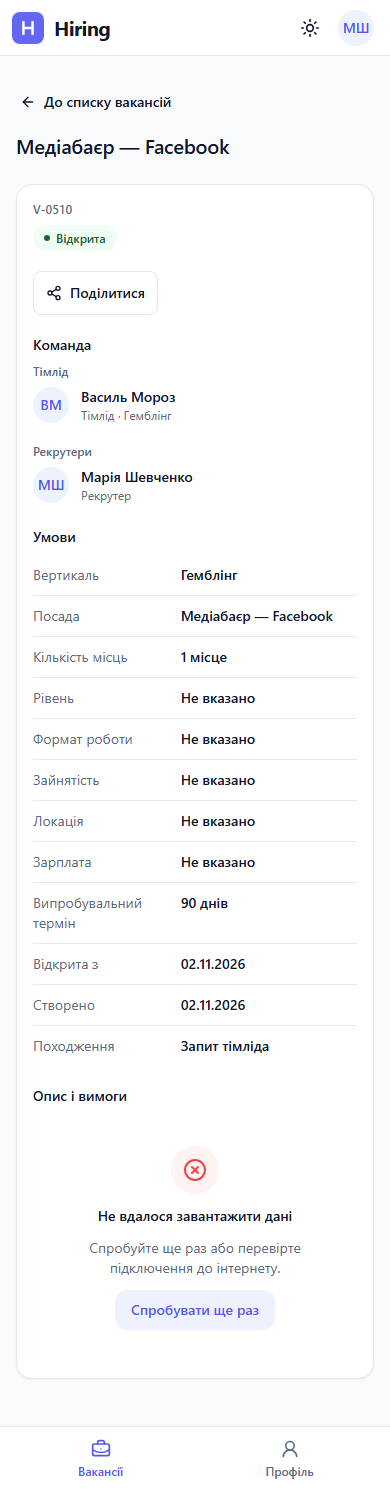 H Hiring
МШ
До списку вакансій
Медіабаєр — Facebook
V-0510
Відкрита
Поділитися
Команда
Тімлід
ВМ
Василь Мороз
Тімлід · Гемблінг
Рекрутери
МШ
Марія Шевченко
Рекрутер
Умови
Вертикаль Гемблінг
Посада Медіабаєр — Facebook
Кількість місць 1 місце
Рівень Не вказано
Формат роботи Не вказано
Зайнятість Не вказано
Локація Не вказано
Зарплата Не вказано
Випробувальний 90 днів
термін
Відкрита з 02.11.2026
Створено 02.11.2026
Походження Запит тімліда
Опис і вимоги
Не вдалося завантажити дані
Спробуйте ще раз або перевірте
підключення до інтернету.
Спробувати ще раз
Вакансії Профіль